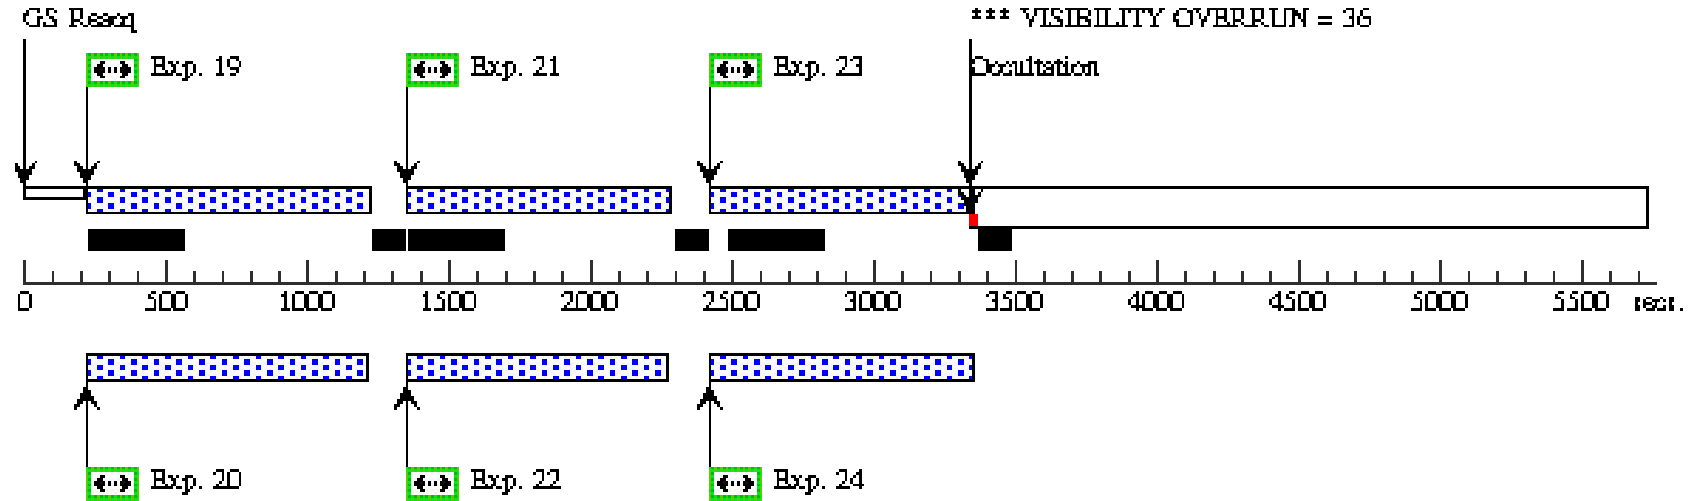 GS Reacq
*** VISIBILITY OVERRUN = 36
Exp. 19
Exp. 21
Exp. 23
Occultation
0 500 1000 1500 2000 2500 3000 3500 4000 4500 5000 5500 secs.
Exp. 20
Exp. 22
Exp. 24